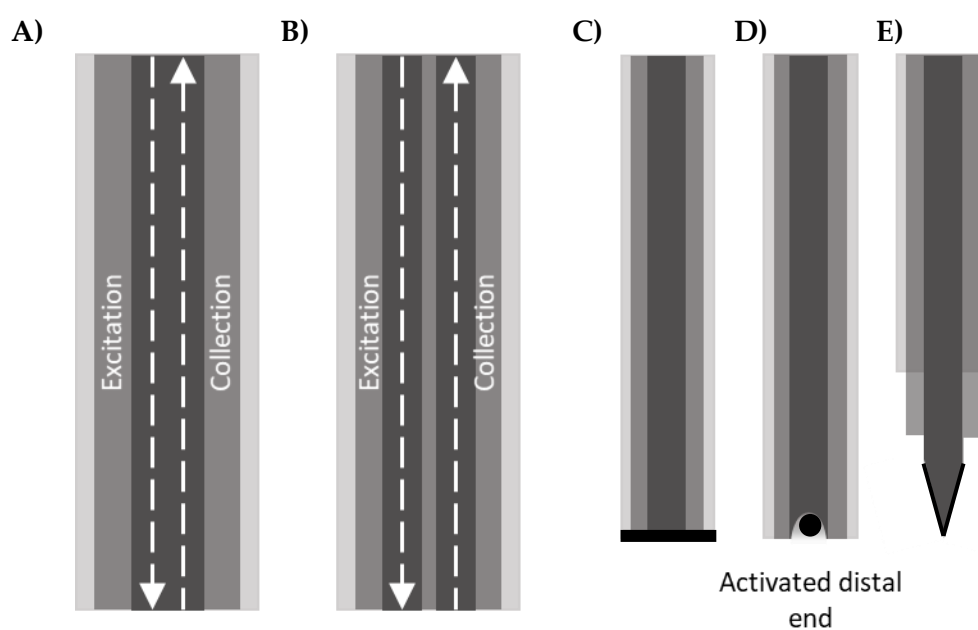 A)
B)
C)
D)
E)
Excitation
Collection
Excitation
Collection
Activated distal
end